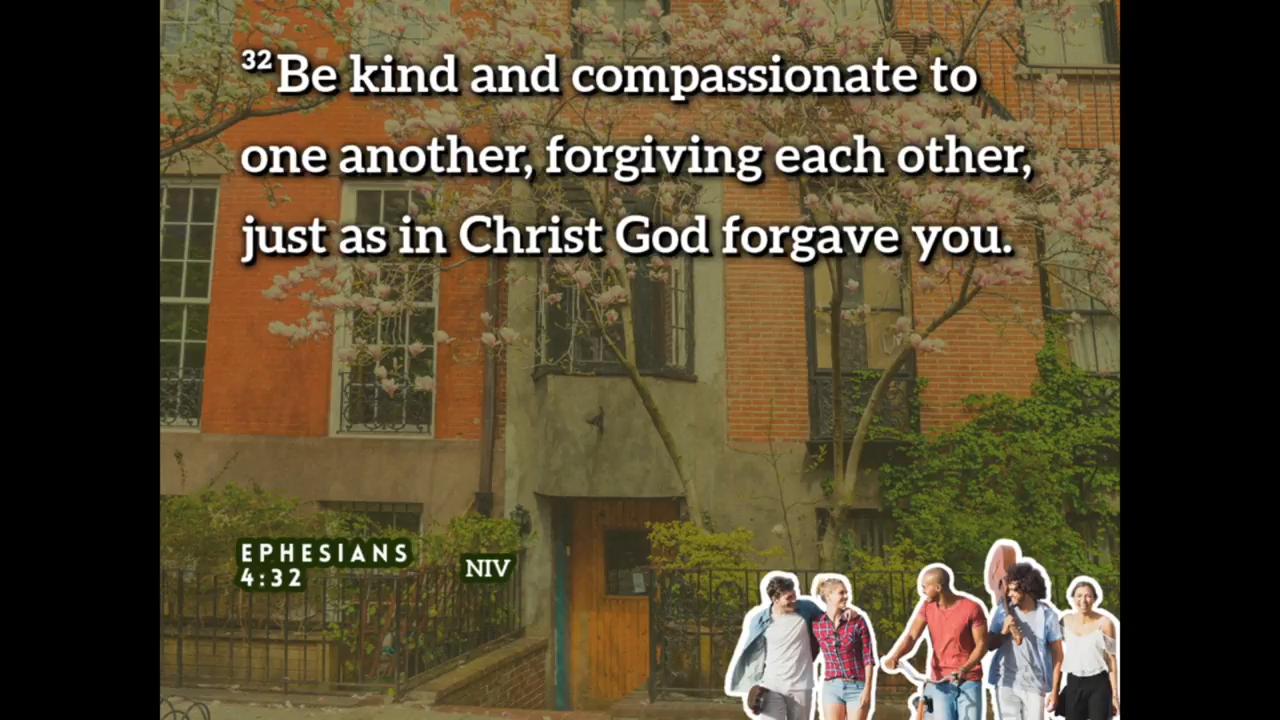 32Be kind and compassionate to
one another, forgiving each other,
just as in Christ God forgave you.
EPHESIANS
4:32
NIV